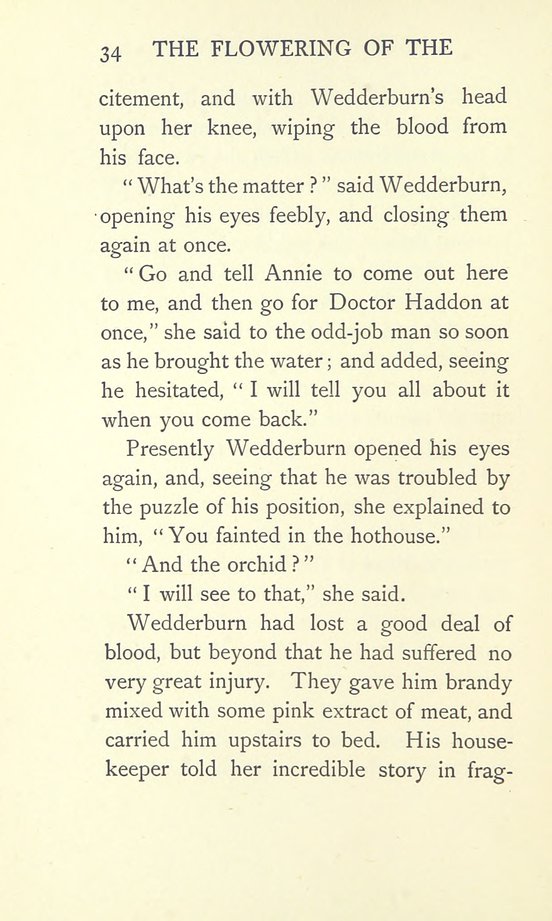 34 THE FLOWERING OF THE
citement, and with Wedderburn's head
upon her knee, wiping the blood from
his face.
“ What's the matter ? ” said Wedderburn,
opening his eyes feebly, and closing them
again at once.
“ Go and tell Annie to come out here
to me, and then go for Doctor Haddon at
once,” she said to the odd-job man so soon
as he brought the water ; and added, seeing
he hesitated, “ I will tell you all about it
when you come back.”
Presently Wedderburn opened his eyes
again, and, seeing that he was troubled by
the puzzle of his position, she explained to
him, “ You fainted in the hothouse.”
“ And the orchid ? ”
“ I will see to that,” she said.
Wedderburn had lost a good deal of
blood, but beyond that he had suffered no
very great injury. They gave him brandy
mixed with some pink extract of meat, and
carried him upstairs to bed. His house-
keeper told her incredible story in frag-